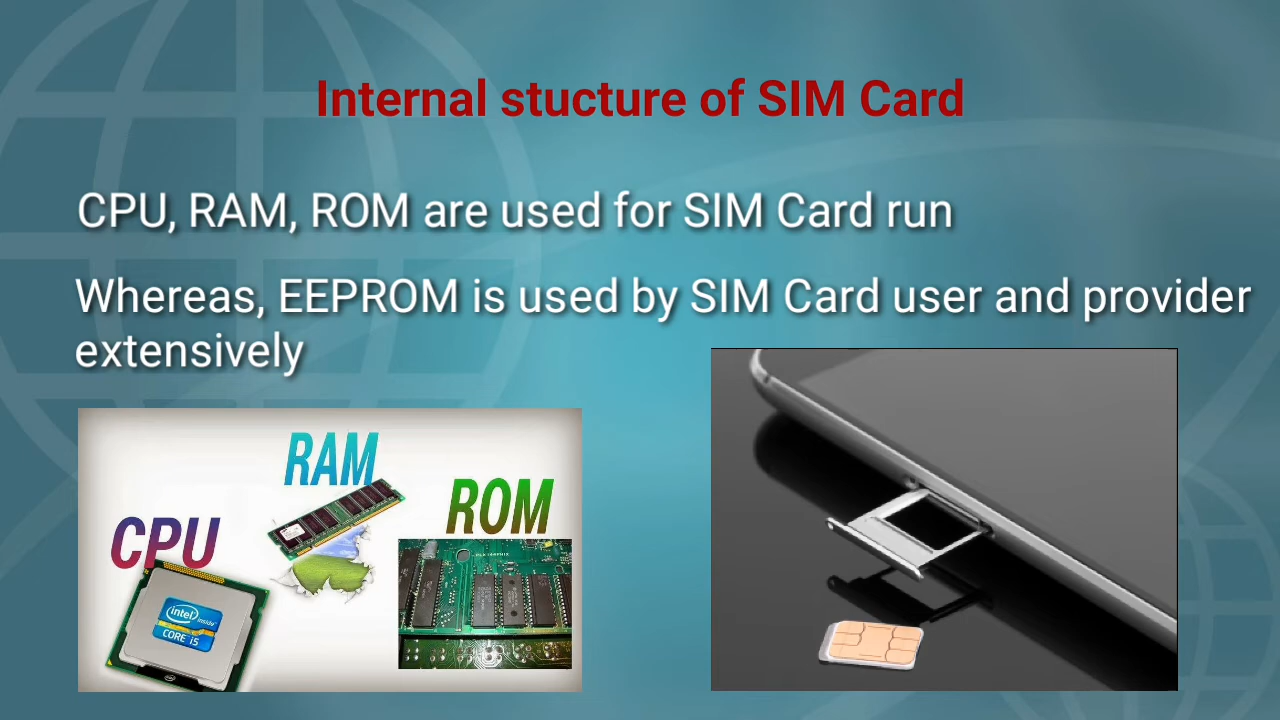 Internal stucture of SIM Card
CPU, RAM, ROM are used for SIM Card run
Whereas, EEPROM is used by SIM Card user and provider
extensively
RAM
ROM
CPU
intel inside
CORE i5